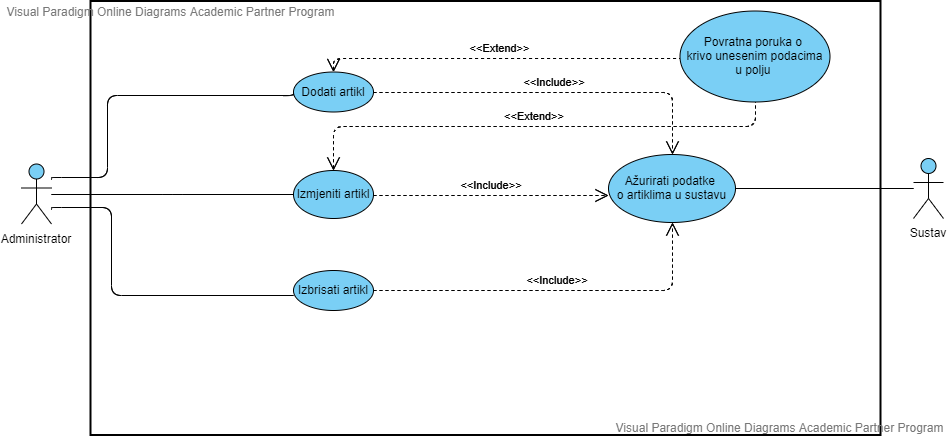 Visual Paradigm Online Diagrams Academic Partner Program
Povratna poruka o
krivo unesenim podacima
u polju
<<Extend>>
Dodati artikl
<<Include>>
<<Extend>>
Izmjeniti artikl
<<Include>>
Ažurirati podatke
o artiklima u sustavu
Administrator
Sustav
Izbrisati artikl
<<Include>>
Visual Paradigm Online Diagrams Academic Partner Program